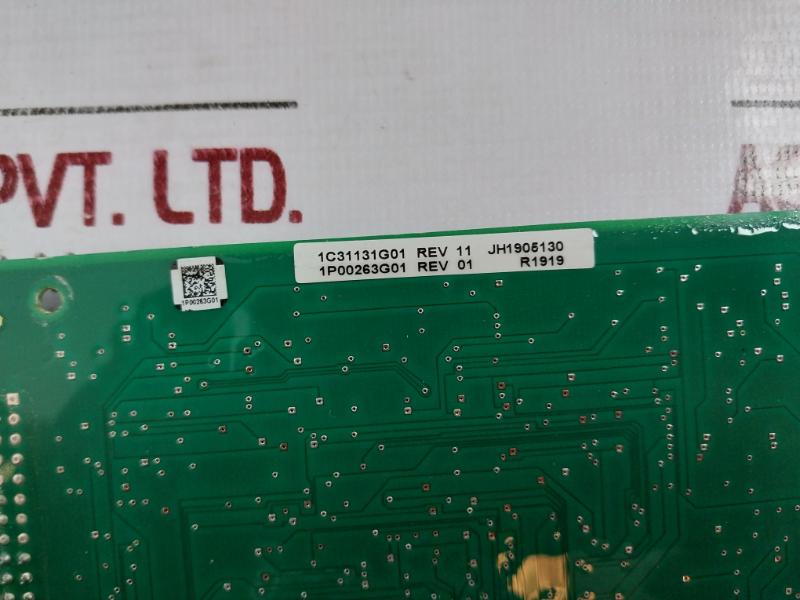 PVT. LTD.
1C31131G01 REV 11 JH1905130
1P00263G01 REV 01 R1919
1P00263G01